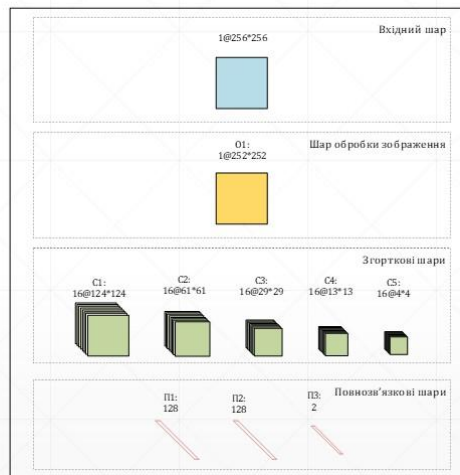 Вхідний шар
1@256*256
О1:
1@252*252
Шар обробки зображення
Згорткові шари
С1:
16@124*124
С2:
16@61*61
С3:
16@29*29
С4:
16@13*13
С5:
16@4*4
Повнозв'язкові шари
П1:
128
П2:
128
П3:
2